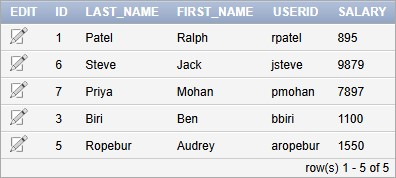 EDIT ID LAST_NAME FIRST_NAME USERID SALARY
1 Patel Ralph rpatel 895
6 Steve Jack jsteve 9879
7 Priya Mohan pmohan 7897
3 Biri Ben bbiri 1100
5 Ropebur Audrey aropebur 1550
row(s) 1 - 5 of 5